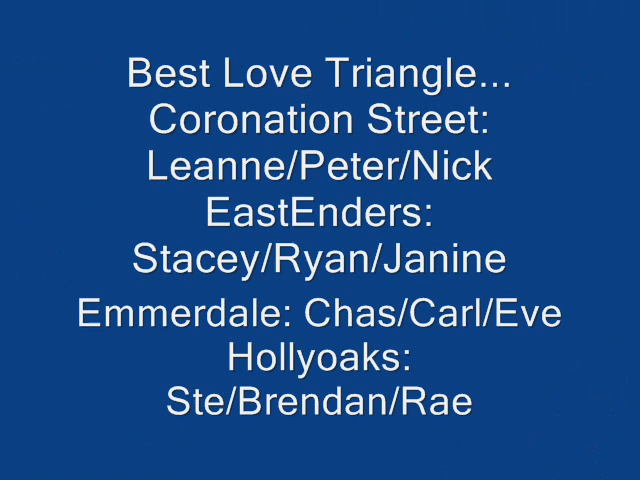 Best Love Triangle...
Coronation Street:
Leanne/Peter/Nick
EastEnders:
Stacey/Ryan/Janine
Emmerdale: Chas/Carl/Eve
Hollyoaks:
Ste/Brendan/Rae